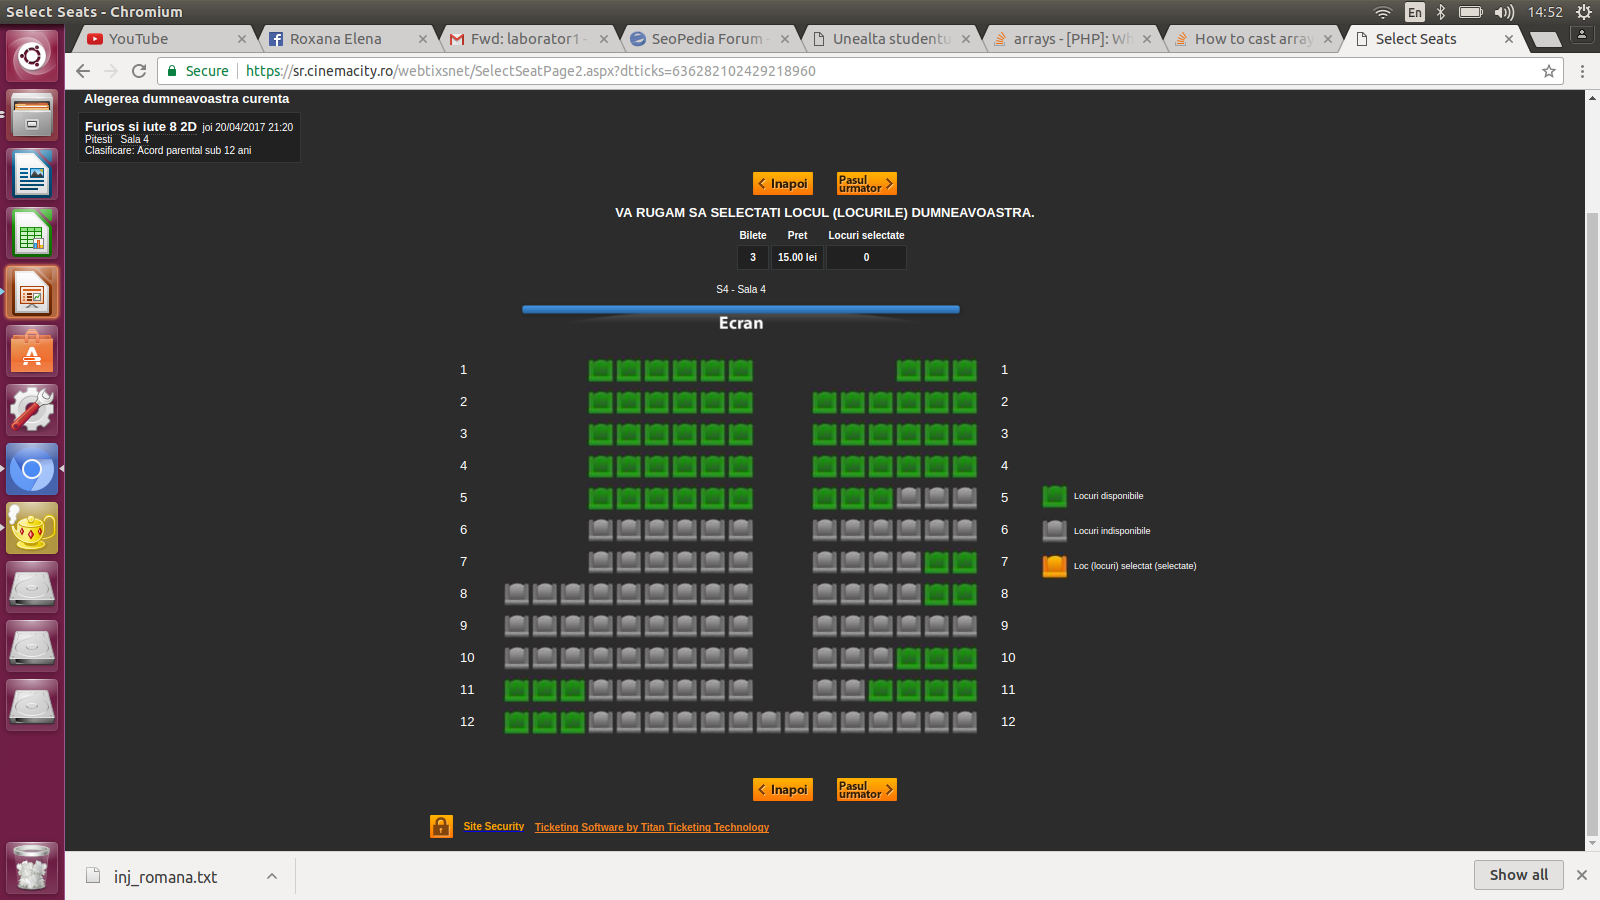 Select Seats - Chromium
En
14:52
YouTube
Roxana Elena
Fwd: laborator1 -
SeoPedia Forum -
Unealta studentu
arrays - [PHP]: Wh
How to cast array
Select Seats
Secure
https://sr.cinemacity.ro/webtixsnet/SelectSeatPage2.aspx?dtticks=636282102429218960
Alegerea dumneavoastra curenta
Furios si iute 8 2D joi 20/04/2017 21:20
Pitesti Sala 4
Clasificare: Acord parental sub 12 ani
Inapoi
Pasul urmator
VA RUGAM SA SELECTATI LOCUL (LOCURILE) DUMNEAVOASTRA.
Bilete Pret Locuri selectate
3 15.00 lei 0
S4 - Sala 4
Ecran
1 1
2 2
3 3
4 4
5 5
6 6
7 7
8 8
9 9
10 10
11 11
12 12
Locuri disponibile
Locuri indisponibile
Loc (locuri) selectat (selectate)
Inapoi
Pasul urmator
Site Security
Ticketing Software by Titan Ticketing Technology
inj_romana.txt
Show all